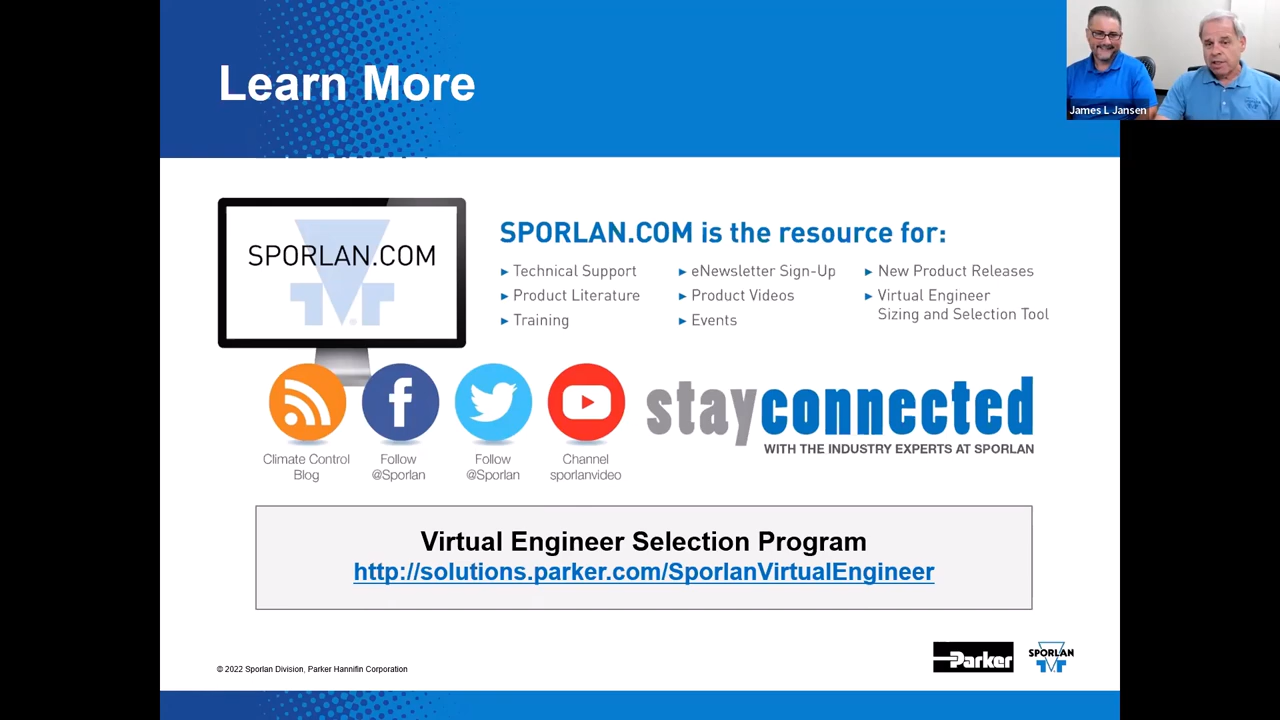 Learn More
James L Jansen
SPORLAN.COM
SPORLAN.COM is the resource for:
▸ Technical Support
▸ Product Literature
▸ Training
▸ eNewsletter Sign-Up
▸ Product Videos
▸ Events
▸ New Product Releases
▸ Virtual Engineer
Sizing and Selection Tool
Climate Control
Blog
Follow
@Sporlan
Follow
@Sporlan
Channel
sporlanvideo
stayconnected
WITH THE INDUSTRY EXPERTS AT SPORLAN
Virtual Engineer Selection Program
http://solutions.parker.com/SporlanVirtualEngineer
© 2022 Sporlan Division, Parker Hannifin Corporation
Parker
SPORLAN